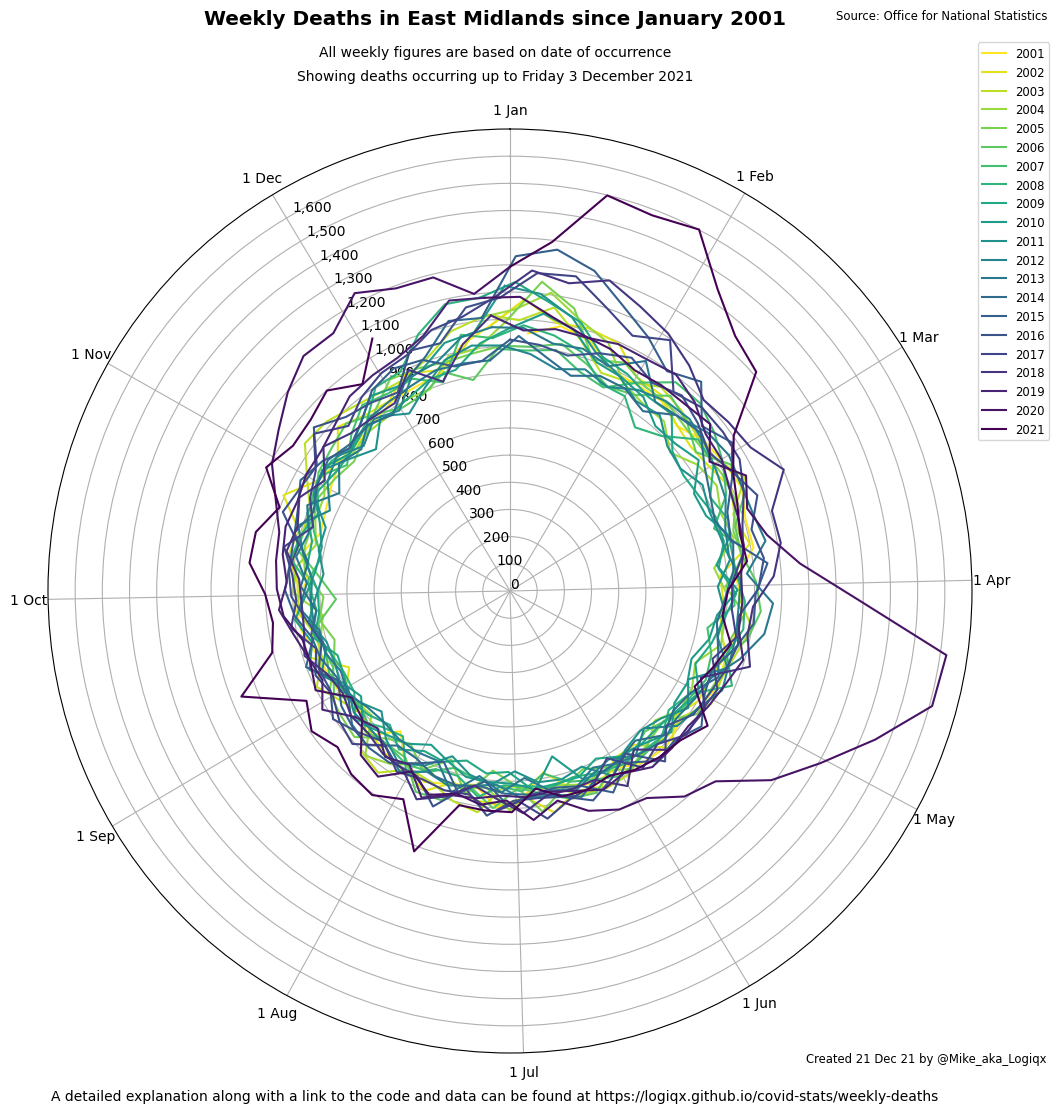 Weekly Deaths in East Midlands since January 2001
Source: Office for National Statistics
All weekly figures are based on date of occurrence
Showing deaths occurring up to Friday 3 December 2021
2001
2002
2003
2004
2005
2006
2007
2008
2009
2010
2011
2012
2013
2014
2015
2016
2017
2018
2019
2020
2021
1 Jan
1 Feb
1 Mar
1 Apr
1 May
1 Jun
1 Jul
1 Aug
1 Sep
1 Oct
1 Nov
1 Dec
1,600
1,500
1,400
1,300
1,200
1,100
1,000
900
800
700
600
500
400
300
200
100
0
Created 21 Dec 21 by @Mike_aka_Logiqx
A detailed explanation along with a link to the code and data can be found at https://logiqx.github.io/covid-stats/weekly-deaths